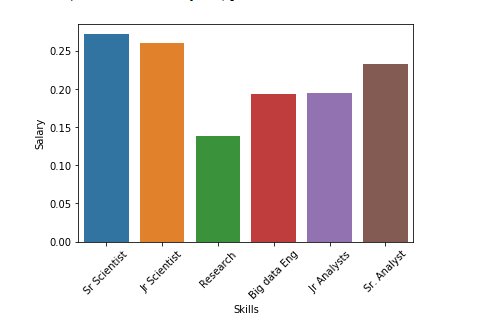 0.25
0.20
0.15
0.10
0.05
0.00
Salary
Sr Scientist
Jr Scientist
Research
Big data Eng
Jr Analysts
Sr. Analyst
Skills